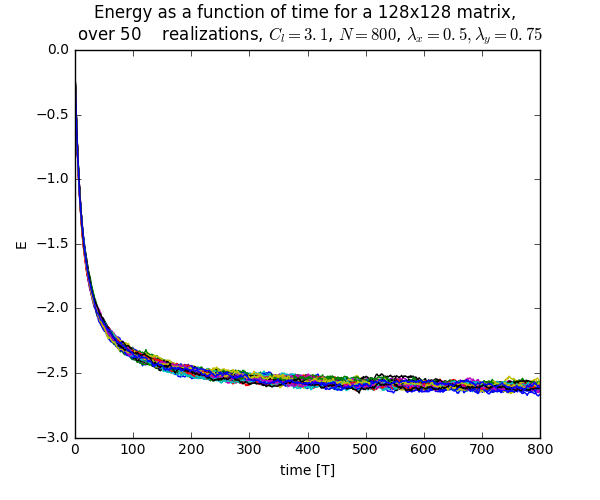 Energy as a function of time for a 128x128 matrix,
over 50    realizations, $C_l = 3.1$, $N = 800$, $\lambda_x = 0.5, \lambda_y = 0.75$
0.0
−0.5
−1.0
−1.5
−2.0
−2.5
−3.0
E
0 100 200 300 400 500 600 700 800
time [T]